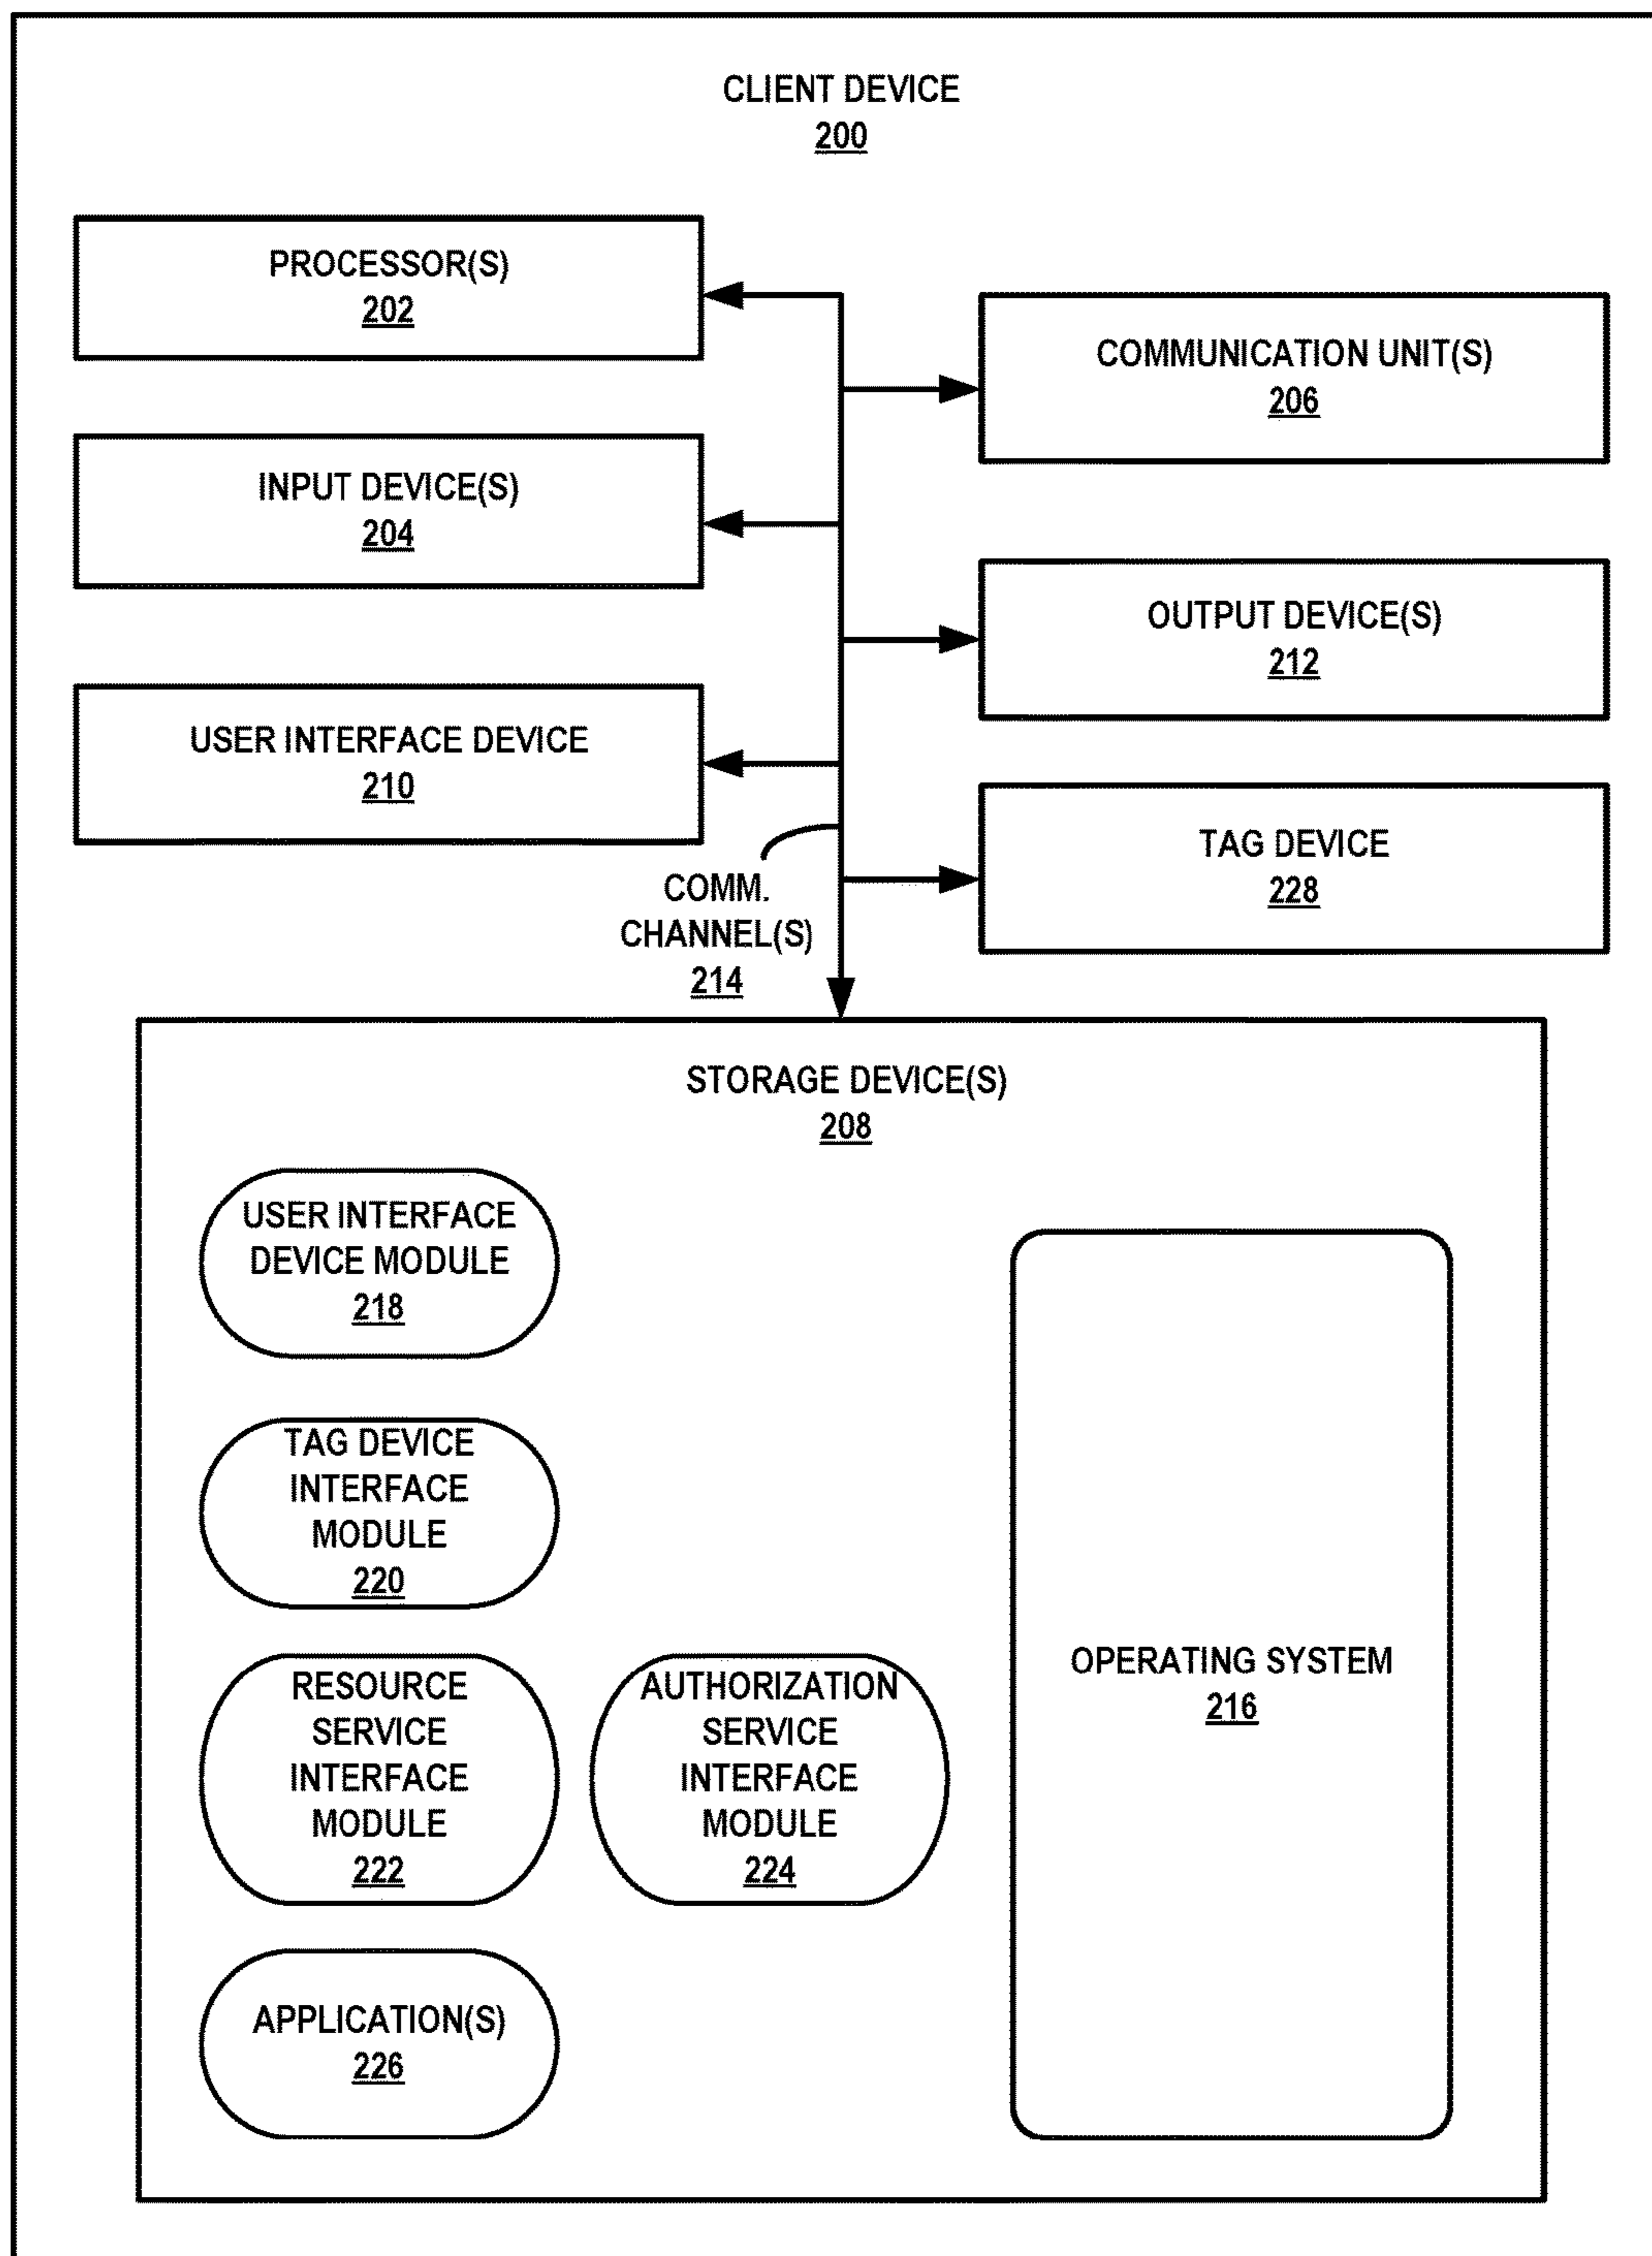 CLIENT DEVICE
200
PROCESSOR(S)
202
COMMUNICATION UNIT(S)
206
INPUT DEVICE(S)
204
OUTPUT DEVICE(S)
212
USER INTERFACE DEVICE
210
TAG DEVICE
228
COMM.
CHANNEL(S)
214
STORAGE DEVICE(S)
208
USER INTERFACE
DEVICE MODULE
218
TAG DEVICE
INTERFACE
MODULE
220
RESOURCE
SERVICE
INTERFACE
MODULE
222
AUTHORIZATION
SERVICE
INTERFACE
MODULE
224
OPERATING SYSTEM
216
APPLICATION(S)
226